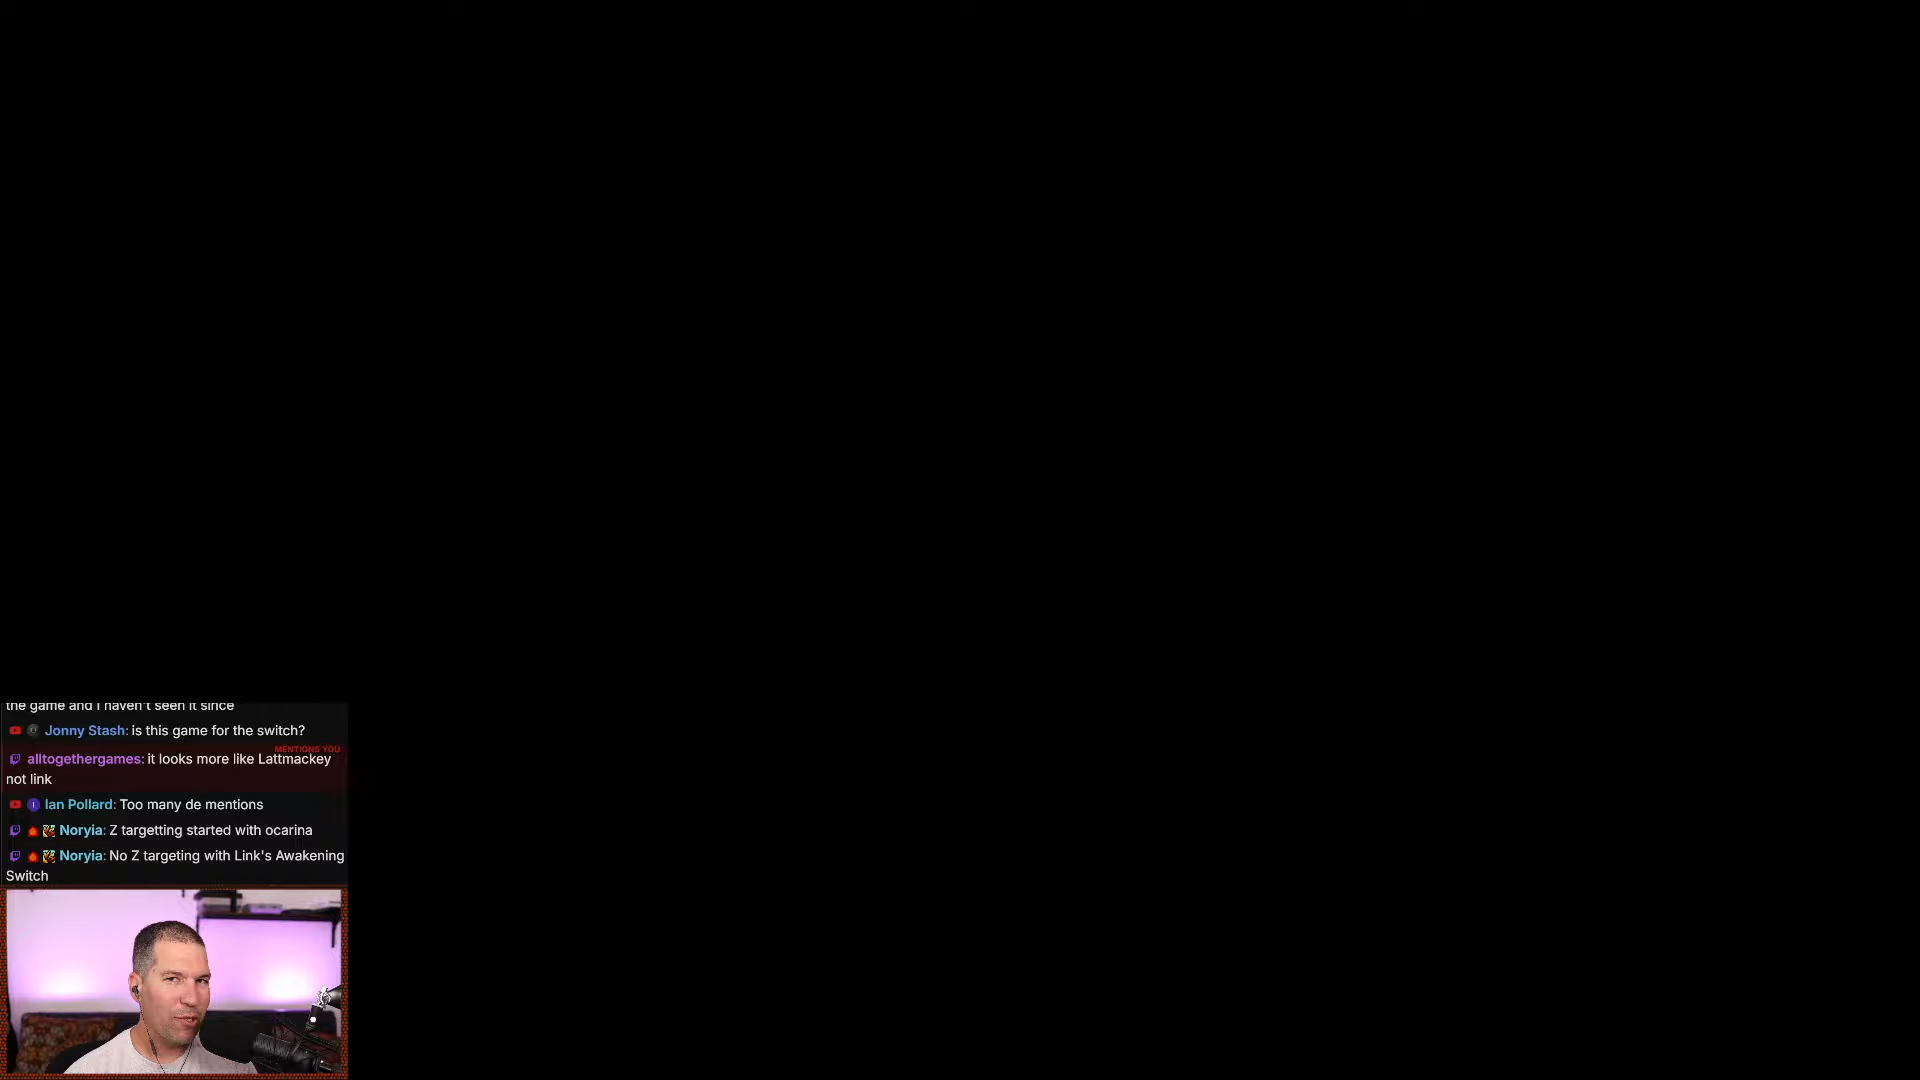 the game and I haven't seen it since
Jonny Stash: is this game for the switch?
MENTIONS YOU
alltogethergames: it looks more like Lattmackey
not link
Ian Pollard: Too many de mentions
Noryia: Z targetting started with ocarina
Noryia: No Z targeting with Link's Awakening
Switch